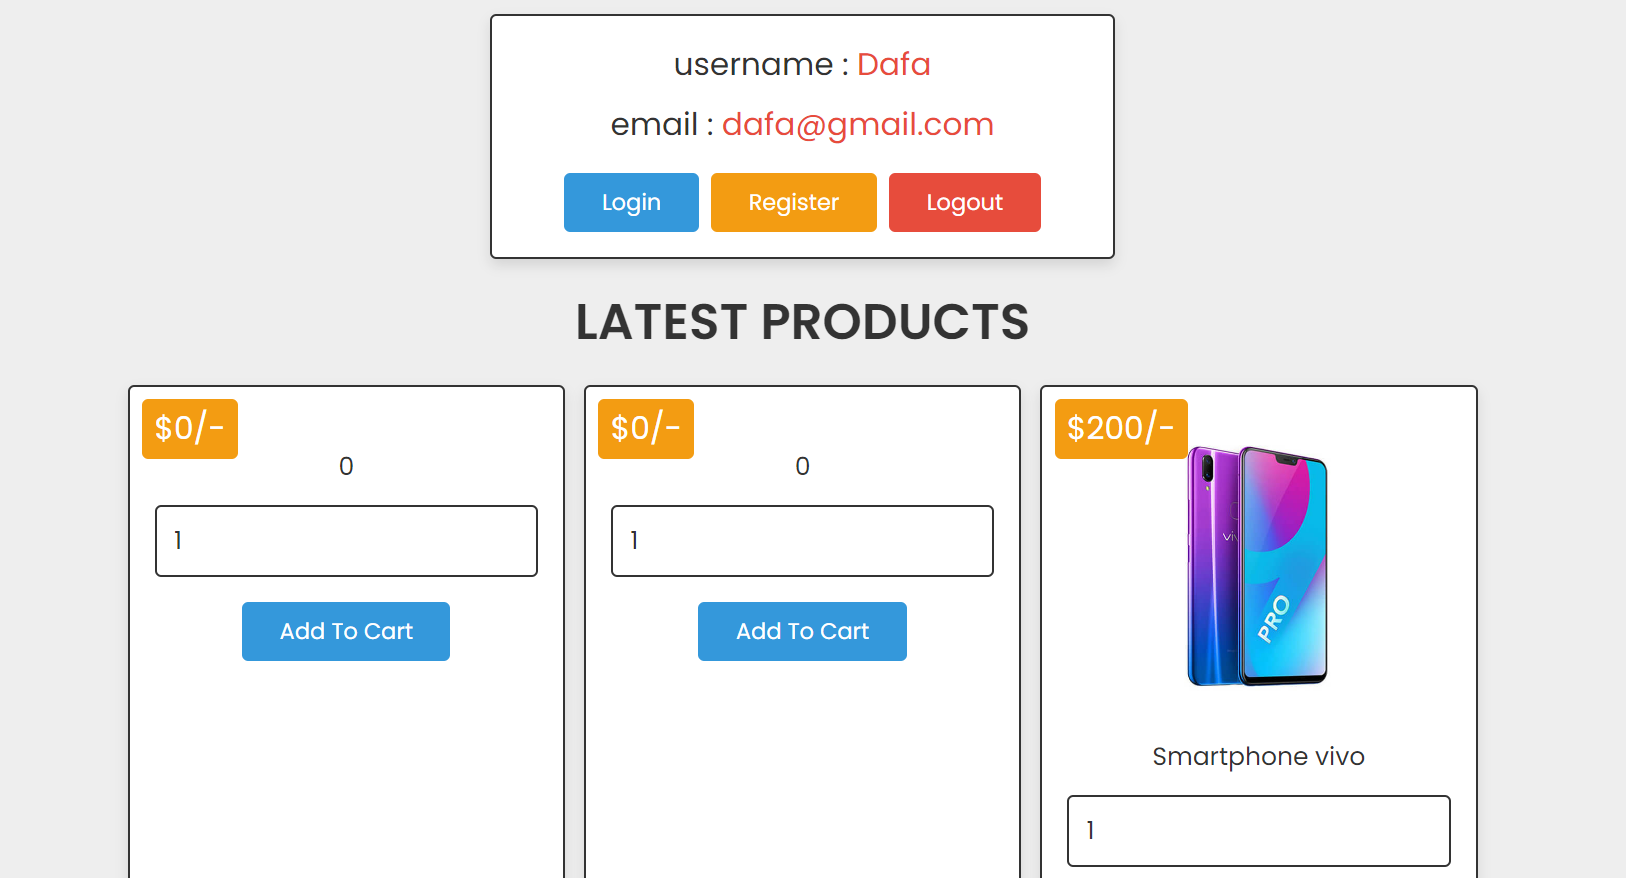 username : Dafa
email : dafa@gmail.com
Login Register Logout
LATEST PRODUCTS
$0/-
0
1
Add To Cart
$0/-
0
1
Add To Cart
$200/-
PRO
Smartphone vivo
1